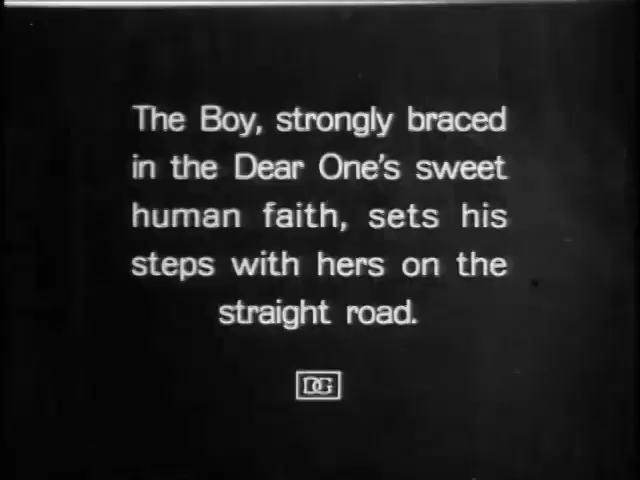 The Boy, strongly braced
in the Dear One's sweet
human faith, sets his
steps with hers on the
straight road.
DG